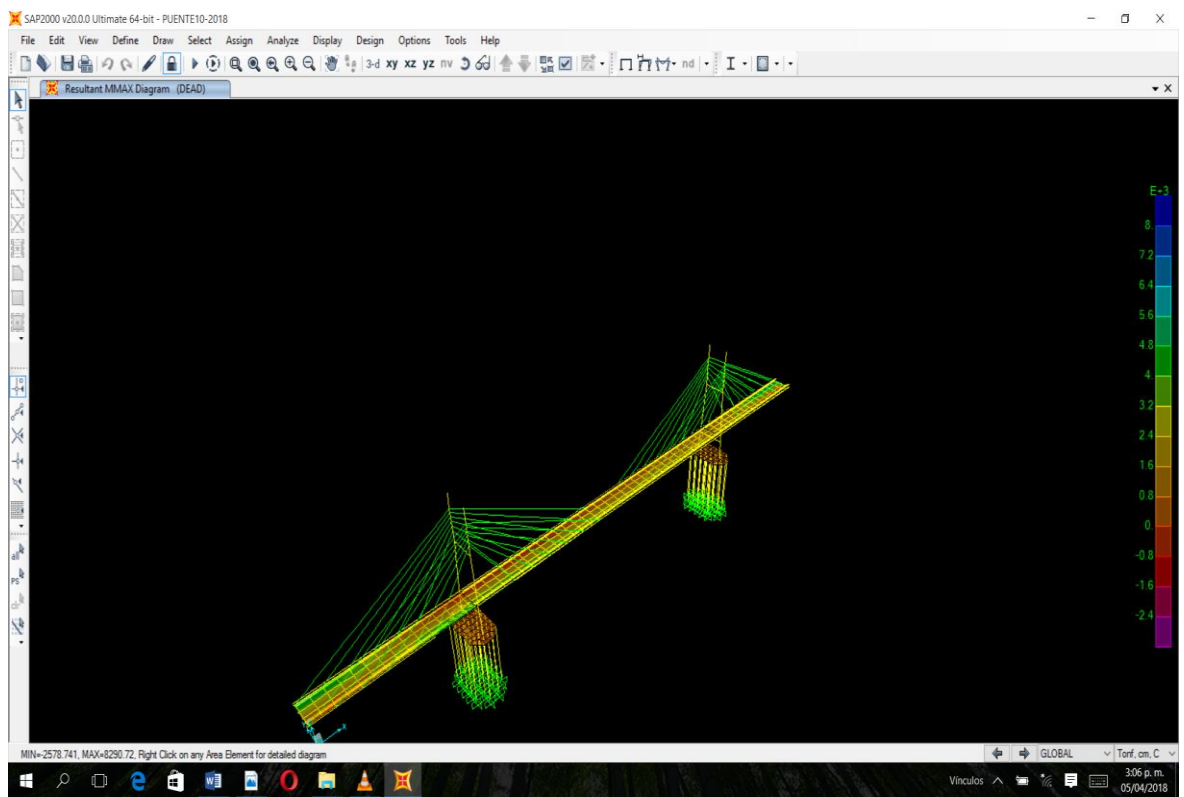 SAP2000 v20.0.0 Ultimate 64-bit - PUENTE10-2018
File Edit View Define Draw Select Assign Analyze Display Design Options Tools Help
3-d xy xz yz nv nd
Resultant MMAX Diagram (DEAD)
E+3
8.
7.2
6.4
5.6
4.8
4.
3.2
2.4
1.6
0.8
0.
-0.8
-1.6
-2.4
all
PS
clr
MIN=-2578.741, MAX=8290.72, Right Click on any Area Element for detailed diagram
GLOBAL
Tonf, cm, C
Vínculos
3:06 p. m.
05/04/2018